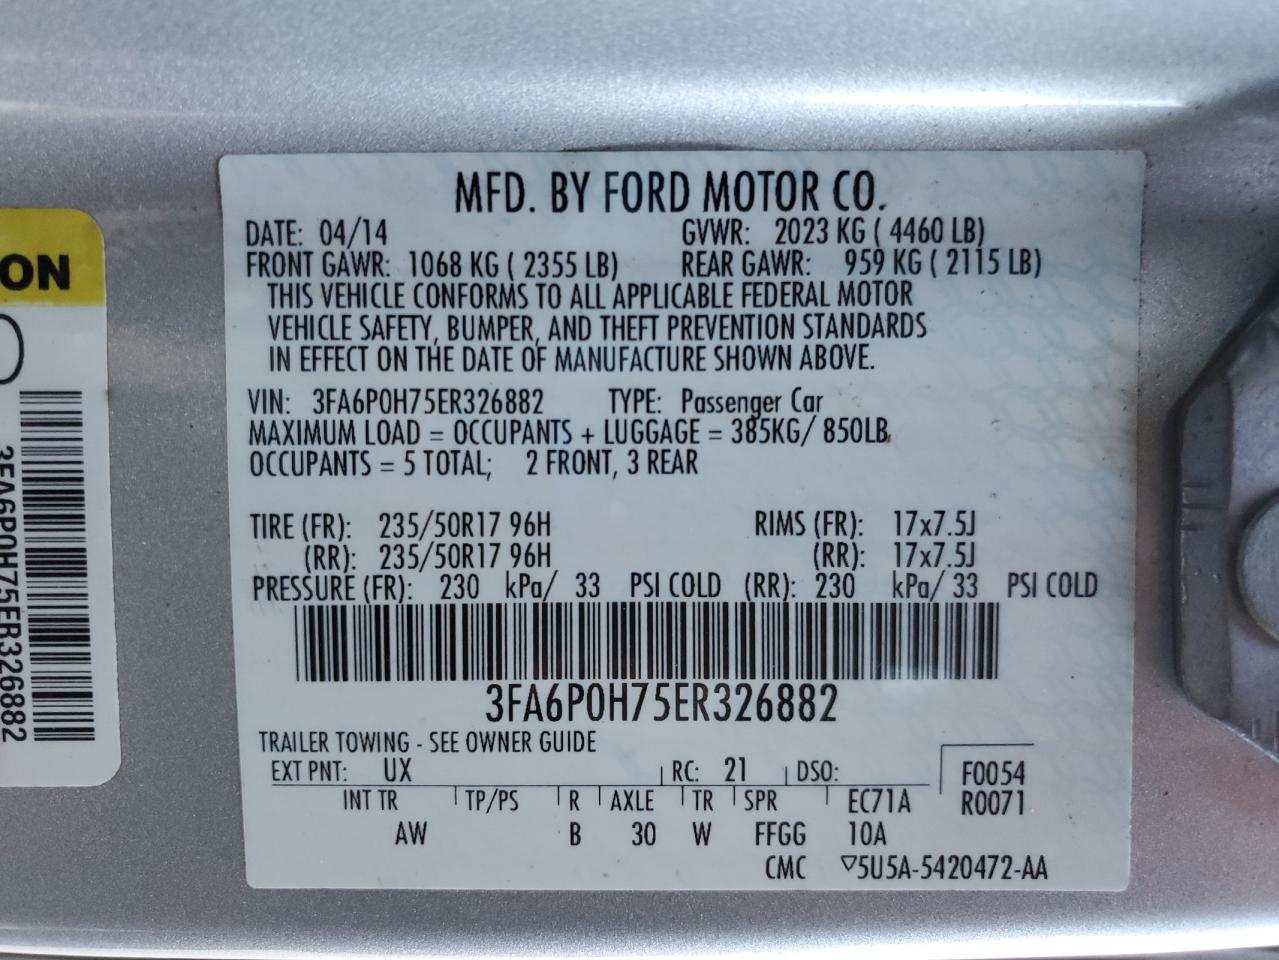 MFD. BY FORD MOTOR CO.
DATE: 04/14 GVWR: 2023 KG ( 4460 LB)
FRONT GAWR: 1068 KG ( 2355 LB) REAR GAWR: 959 KG ( 2115 LB)
THIS VEHICLE CONFORMS TO ALL APPLICABLE FEDERAL MOTOR
VEHICLE SAFETY, BUMPER, AND THEFT PREVENTION STANDARDS
IN EFFECT ON THE DATE OF MANUFACTURE SHOWN ABOVE.
VIN: 3FA6P0H75ER326882 TYPE: Passenger Car
MAXIMUM LOAD = OCCUPANTS + LUGGAGE = 385KG/ 850LB
OCCUPANTS = 5 TOTAL; 2 FRONT, 3 REAR
TIRE (FR): 235/50R17 96H RIMS (FR): 17x7.5J
(RR): 235/50R17 96H (RR): 17x7.5J
PRESSURE (FR): 230 kPa/ 33 PSI COLD (RR): 230 kPa/ 33 PSI COLD
3FA6P0H75ER326882
TRAILER TOWING - SEE OWNER GUIDE
EXT PNT: UX RC: 21 DSO: F0054
INT TR TP/PS R AXLE TR SPR EC71A R0071
AW B 30 W FFGG 10A
CMC ▽5U5A-5420472-AA
ON
3FA6P0H75ER326882